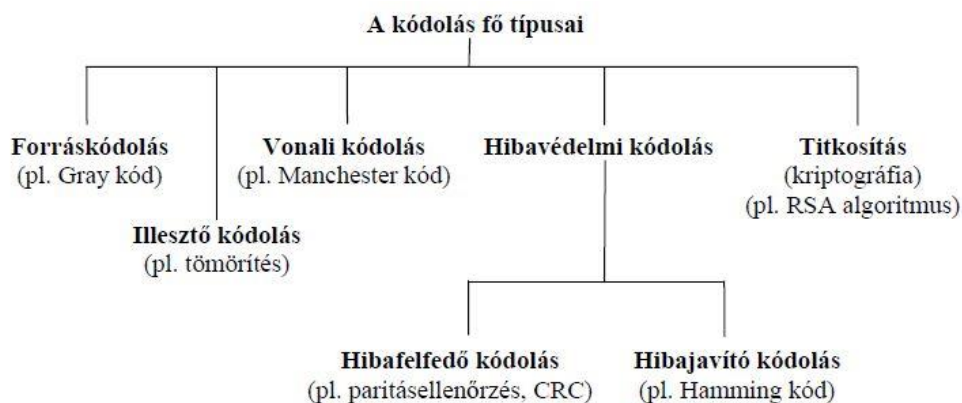 A kódolás fő típusai
Forráskódolás
(pl. Gray kód)
Illesztő kódolás
(pl. tömörítés)
Vonali kódolás
(pl. Manchester kód)
Hibavédelmi kódolás
Titkosítás
(kriptográfia)
(pl. RSA algoritmus)
Hibafelfedő kódolás
(pl. paritásellenőrzés, CRC)
Hibajavító kódolás
(pl. Hamming kód)